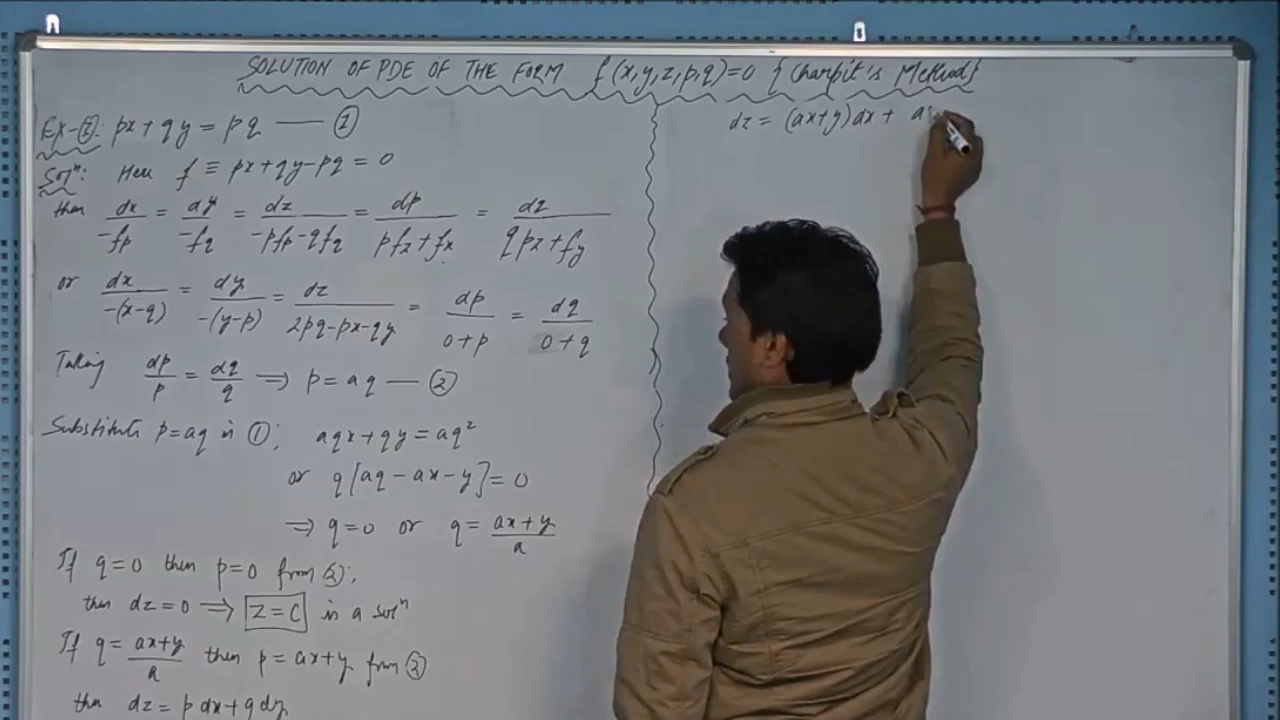 SOLUTION OF PDE OF THE FORM f(x,y,z,p,q)=0 {Charpit's Method}
Ex-②: px+qy=pq — ①
Solⁿ: Here f ≡ px+qy-pq = 0
then dx/-fp = dy/-fq = dz/-pfp-qfq = dp/pfz+fx = dz/qpz+fy
or dx/-(x-q) = dy/-(y-p) = dz/2pq-px-qy = dp/0+p = dq/0+q
Taking dp/p = dq/q ⟹ p = aq — ②
Substitute p=aq in ①; aqx+qy=aq²
or q[aq-ax-y]=0
⟹ q=0 or q= ax+y/a
If q=0 then p=0 from ②;
then dz=0 ⟹ z=c is a solⁿ
If q= ax+y/a then p=ax+y from ②
then dz = p dx+q dy
dz = (ax+y)dx +